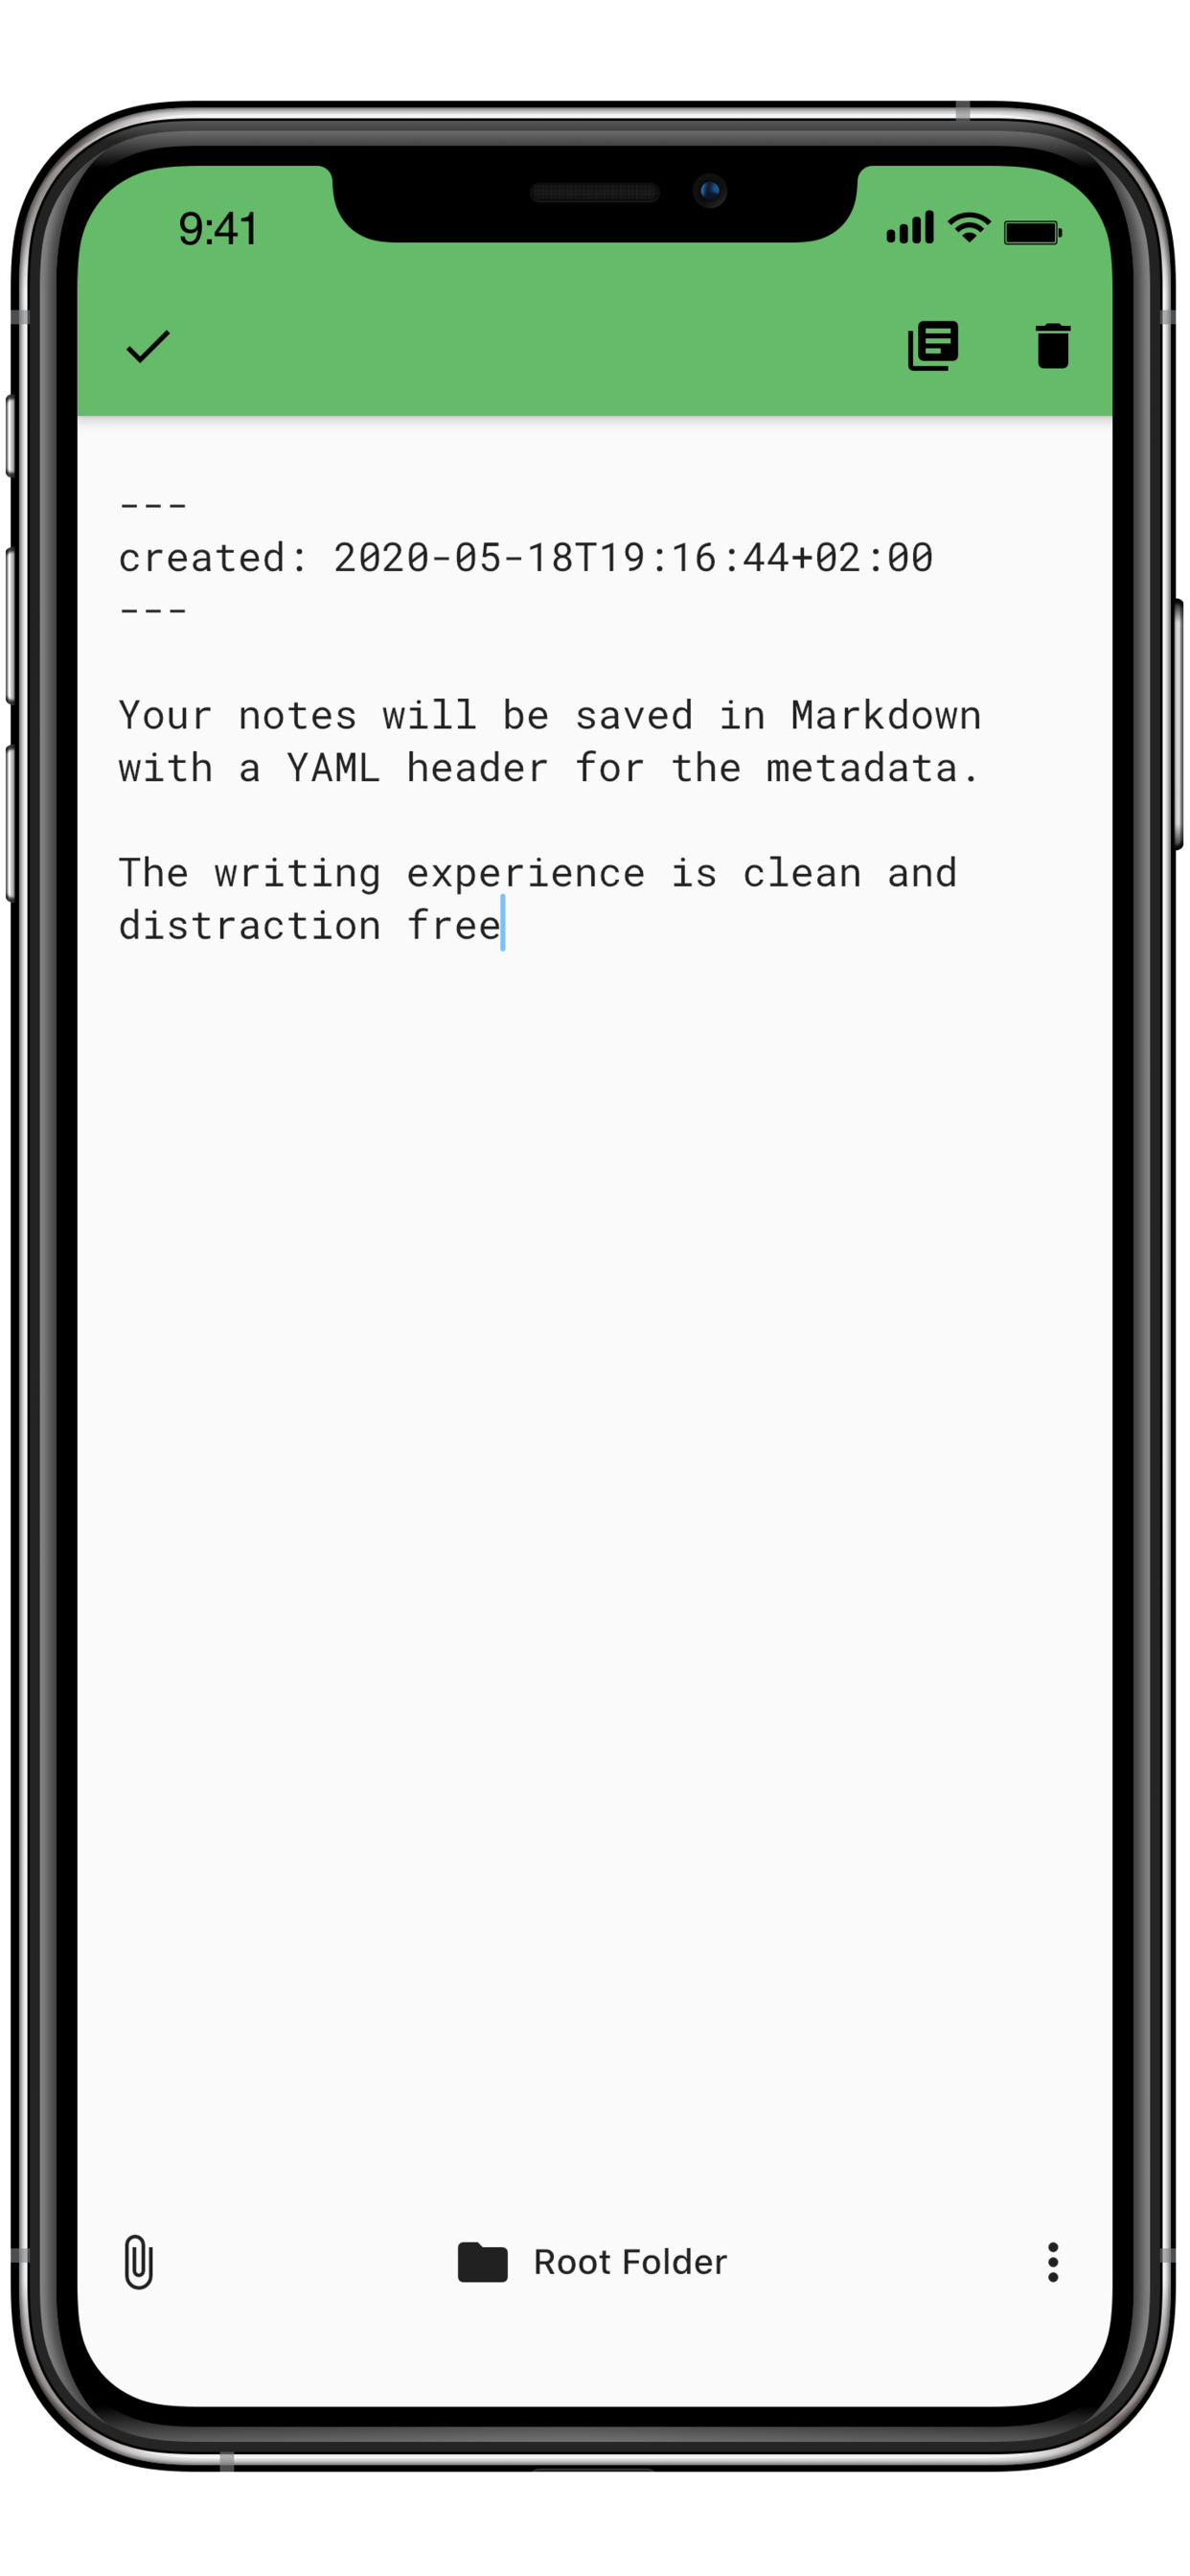 9:41
---
created: 2020-05-18T19:16:44+02:00
---
Your notes will be saved in Markdown
with a YAML header for the metadata.
The writing experience is clean and
distraction free
Root Folder